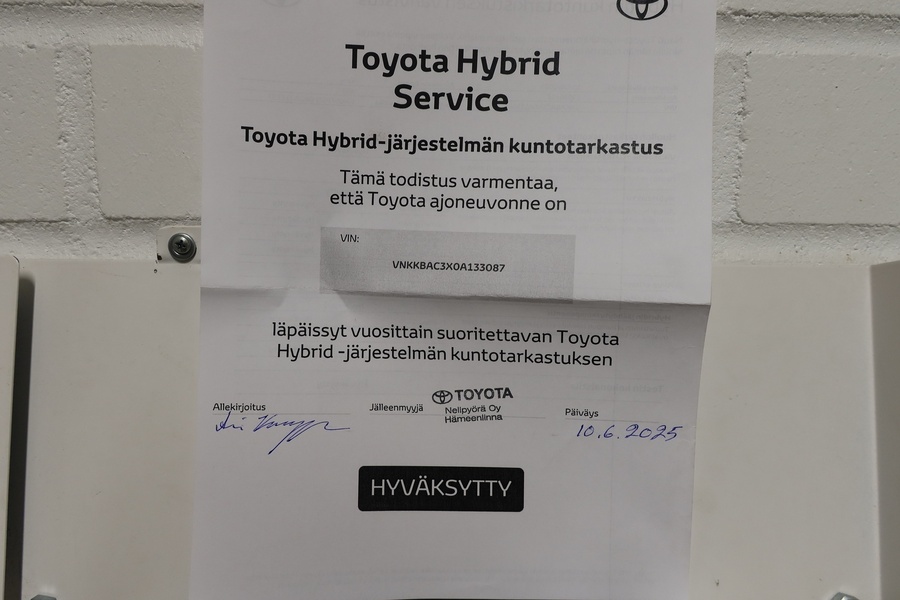 Toyota Hybrid
Service
Toyota Hybrid-järjestelmän kuntotarkastus
Tämä todistus varmentaa,
että Toyota ajoneuvonne on
VIN:
VNKKBAC3X0A133087
läpäissyt vuosittain suoritettavan Toyota
Hybrid -järjestelmän kuntotarkastuksen
Allekirjoitus
Jälleenmyyjä
TOYOTA
Nelipyörä Oy
Hämeenlinna
Päiväys
10.6.2025
HYVÄKSYTTY